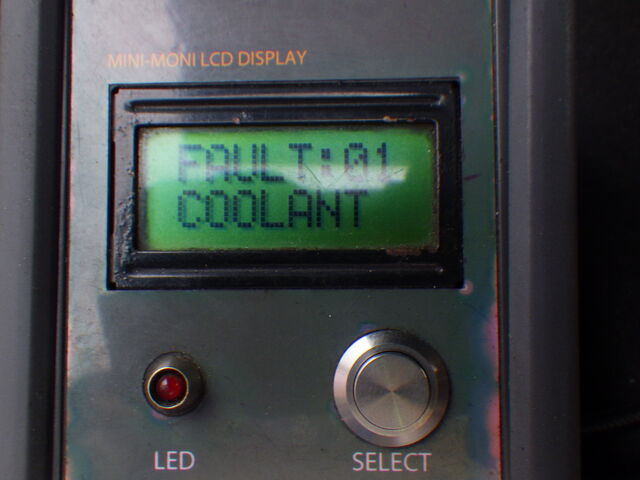 MINI-MONI LCD DISPLAY
FAULT:01
COOLANT
LED
SELECT